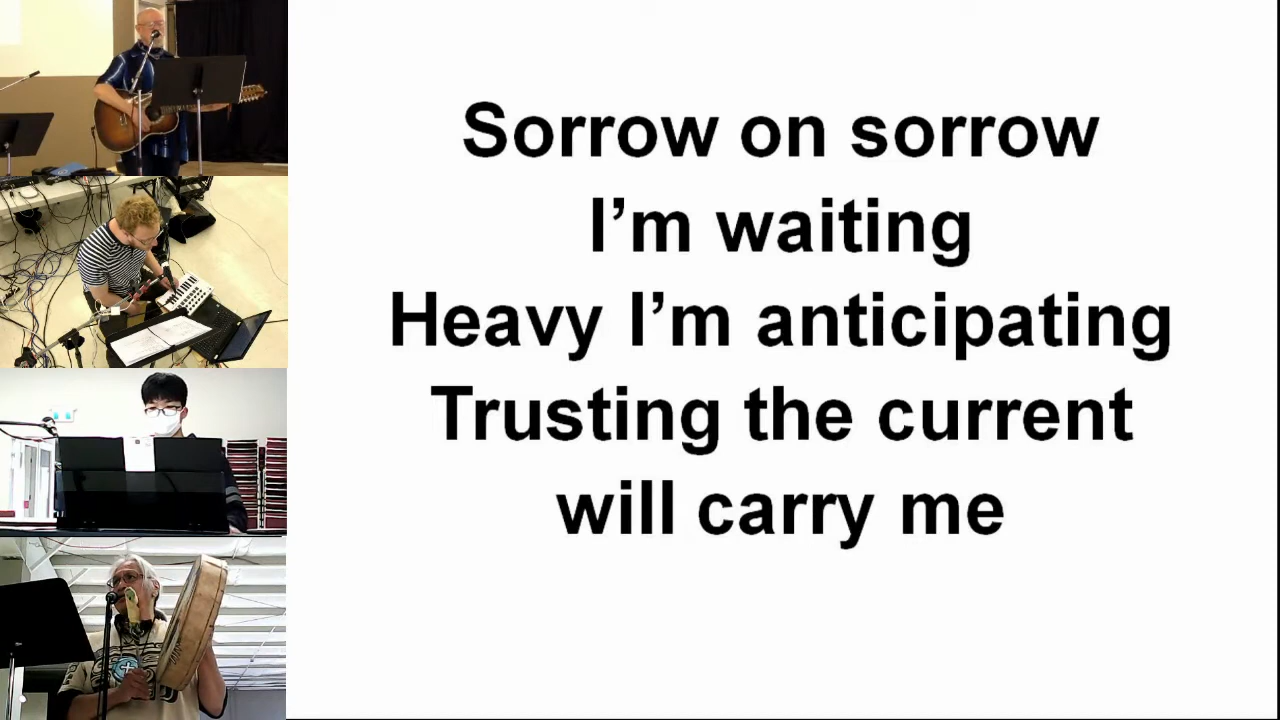 Sorrow on sorrow
I’m waiting
Heavy I’m anticipating
Trusting the current
will carry me